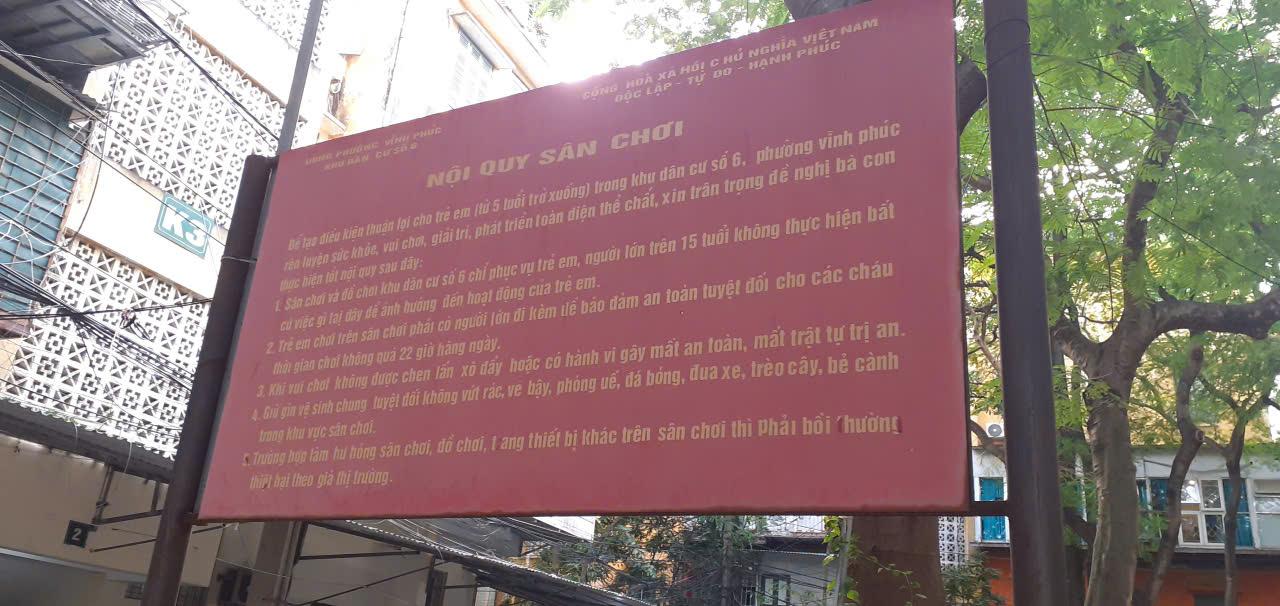 UBND PHƯỜNG VĨNH PHÚC
KHU DÂN CƯ SỐ 6
CỘNG HOÀ XÃ HỘI CHỦ NGHĨA VIỆT NAM
ĐỘC LẬP - TỰ DO - HẠNH PHÚC
NỘI QUY SÂN CHƠI
Để tạo điều kiện thuận lợi cho trẻ em (từ 5 tuổi trở xuống) trong khu dân cư số 6, phường vĩnh phúc
rèn luyện sức khỏe, vui chơi, giải trí, phát triển toàn diện thể chất, xin trân trọng đề nghị bà con
thực hiện tốt nội quy sau đây:
1. Sân chơi và đồ chơi khu dân cư số 6 chỉ phục vụ trẻ em, người lớn trên 15 tuổi không thực hiện bất
cứ việc gì tại đây để ảnh hưởng đến hoạt động của trẻ em.
2. Trẻ em chơi trên sân chơi phải có người lớn đi kèm để bảo đảm an toàn tuyệt đối cho các cháu
thời gian chơi không quá 22 giờ hàng ngày.
3. Khi vui chơi không được chen lấn xô đẩy hoặc có hành vi gây mất an toàn, mất trật tự trị an.
4. Giữ gìn vệ sinh chung tuyệt đối không vứt rác, ve bậy, phóng uế, đá bóng, đua xe, trèo cây, bẻ cành
trong khu vực sân chơi.
5. Trường hợp làm hư hỏng sân chơi, đồ chơi, t ang thiết bị khác trên sân chơi thì phải bồi thường
thiệt hại theo giá thị trường.
K5
2